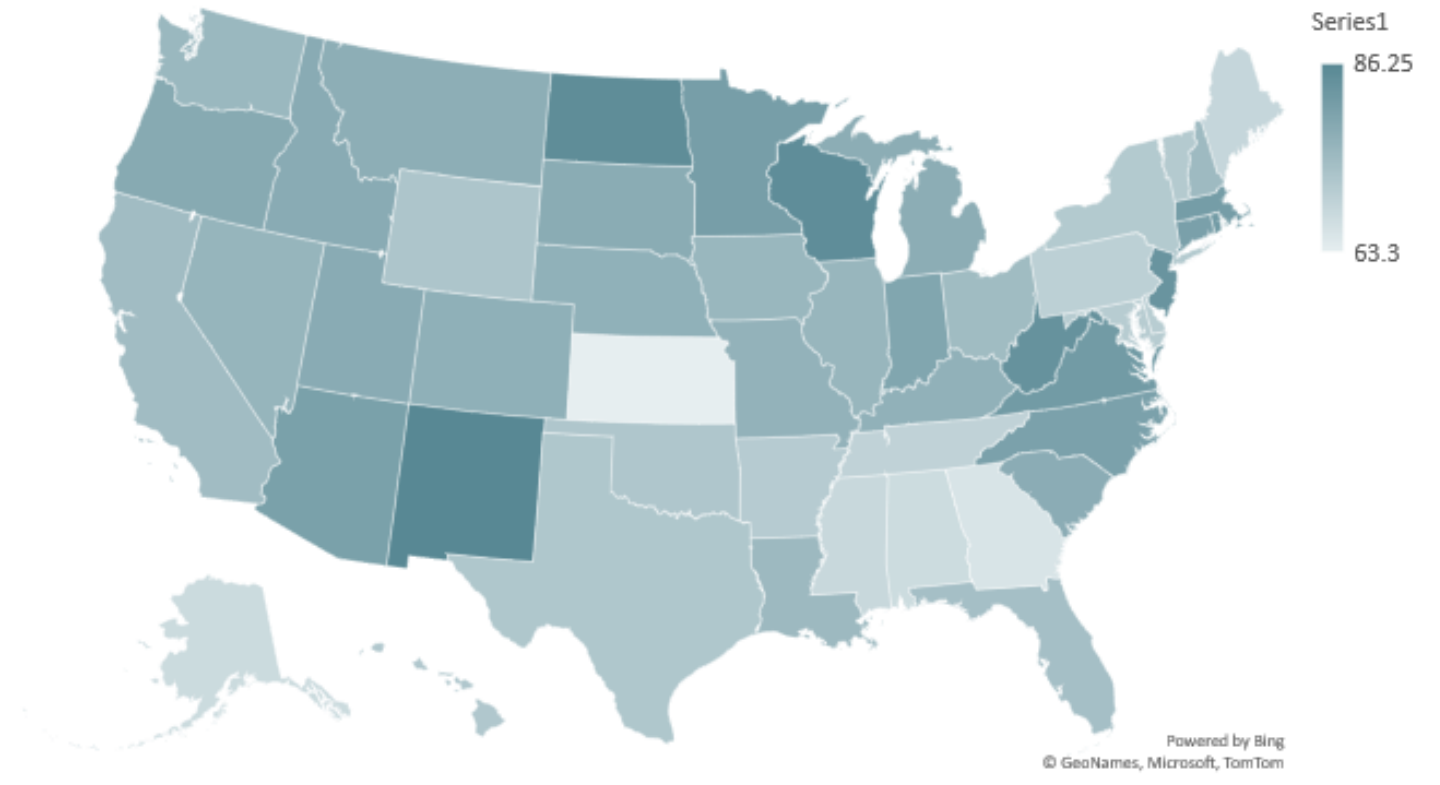 Series1
86.25
63.3
Powered by Bing
© GeoNames, Microsoft, TomTom